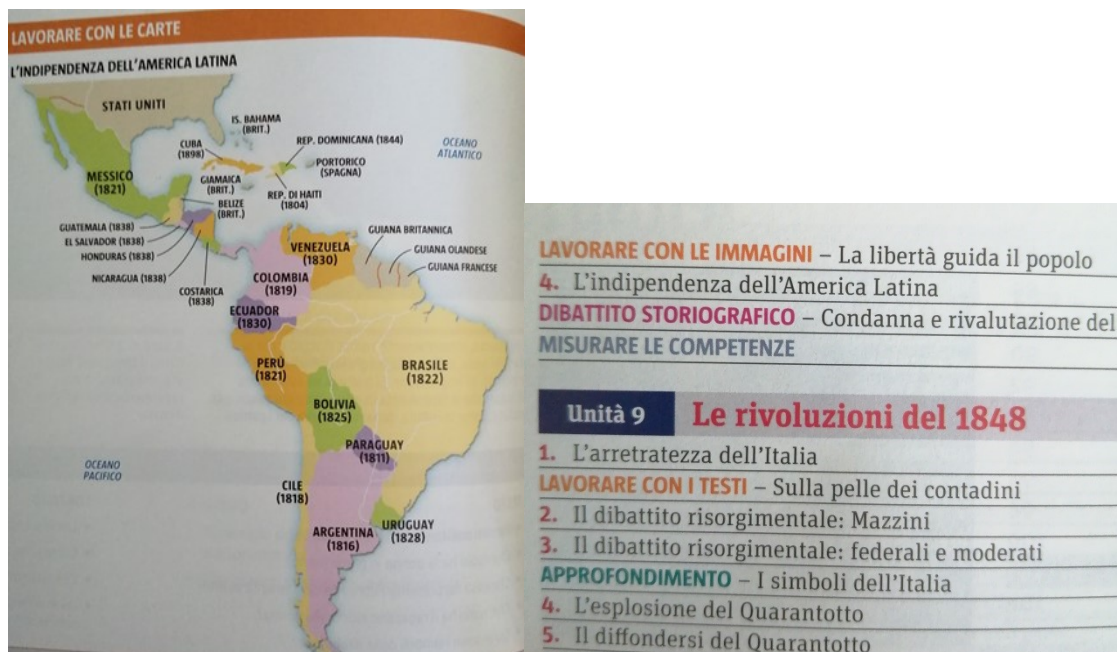 LAVORARE CON LE CARTE
L'INDIPENDENZA DELL'AMERICA LATINA
STATI UNITI
IS. BAHAMA
(BRIT.)
CUBA
(1898)
REP. DOMINICANA (1844)
OCEANO
ATLANTICO
PORTORICO
(SPAGNA)
MESSICO
(1821)
GIAMAICA
(BRIT.)
REP. DI HAITI
(1804)
BELIZE
(BRIT.)
GUATEMALA (1838)
EL SALVADOR (1838)
HONDURAS (1838)
NICARAGUA (1838)
COSTARICA
(1838)
GUIANA BRITANNICA
GUIANA OLANDESE
GUIANA FRANCESE
VENEZUELA
(1830)
COLOMBIA
(1819)
ECUADOR
(1830)
PERÙ
(1821)
BRASILE
(1822)
BOLIVIA
(1825)
PARAGUAY
(1811)
OCEANO
PACIFICO
CILE
(1818)
ARGENTINA
(1816)
URUGUAY
(1828)
LAVORARE CON LE IMMAGINI – La libertà guida il popolo
4. L'indipendenza dell'America Latina
DIBATTITO STORIOGRAFICO – Condanna e rivalutazione del
MISURARE LE COMPETENZE
Unità 9 Le rivoluzioni del 1848
1. L'arretratezza dell'Italia
LAVORARE CON I TESTI – Sulla pelle dei contadini
2. Il dibattito risorgimentale: Mazzini
3. Il dibattito risorgimentale: federali e moderati
APPROFONDIMENTO – I simboli dell'Italia
4. L'esplosione del Quarantotto
5. Il diffondersi del Quarantotto